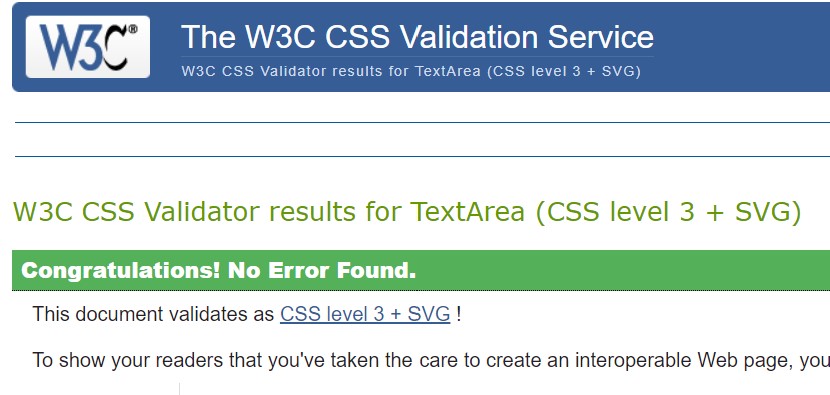 W3C®
The W3C CSS Validation Service
W3C CSS Validator results for TextArea (CSS level 3 + SVG)
W3C CSS Validator results for TextArea (CSS level 3 + SVG)
Congratulations! No Error Found.
This document validates as CSS level 3 + SVG !
To show your readers that you've taken the care to create an interoperable Web page, you